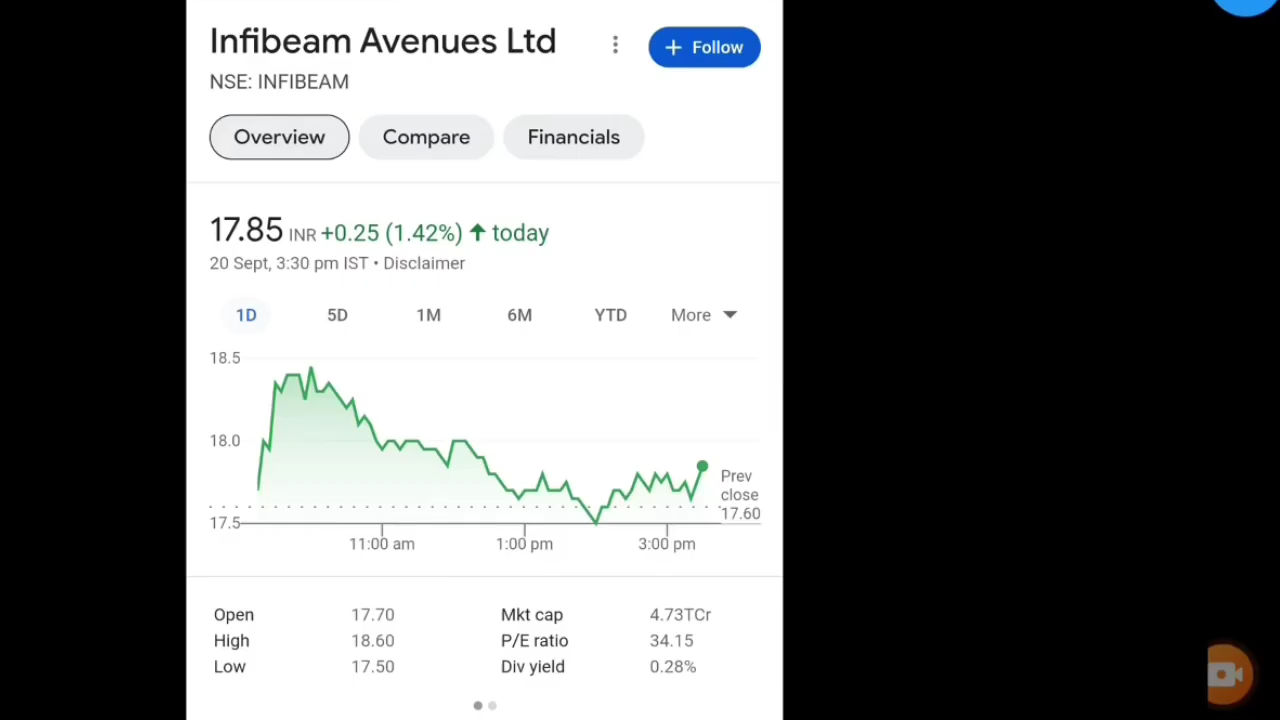 Infibeam Avenues Ltd
+ Follow
NSE: INFIBEAM
Overview Compare Financials
17.85 INR +0.25 (1.42%) ↑ today
20 Sept, 3:30 pm IST • Disclaimer
1D 5D 1M 6M YTD More
18.5
18.0
17.5
Prev
close
17.60
11:00 am 1:00 pm 3:00 pm
Open 17.70 Mkt cap 4.73TCr
High 18.60 P/E ratio 34.15
Low 17.50 Div yield 0.28%